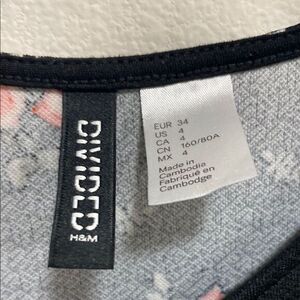 DIVIDED
H&M
EUR 34
US 4
CA 4
CN 160/80A
MX 4
Made in
Cambodia
Fabriqué en
Cambodge